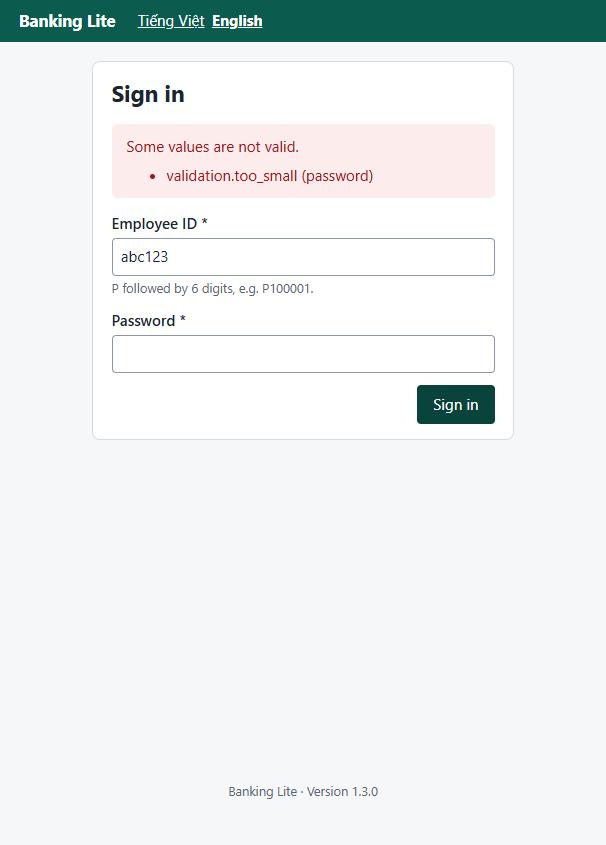 Banking Lite Tiếng Việt English
Sign in
Some values are not valid.
• validation.too_small (password)
Employee ID *
abc123
P followed by 6 digits, e.g. P100001.
Password *
Sign in
Banking Lite · Version 1.3.0